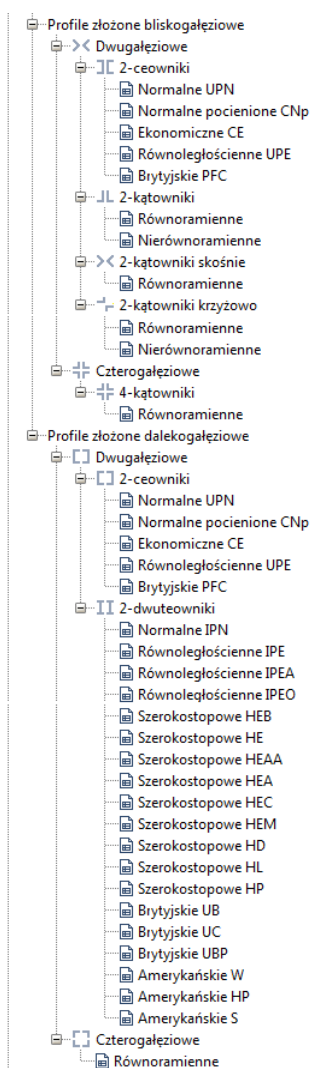 Profile złożone bliskogałęziowe
Dwugałęziowe
2-ceowniki
Normalne UPN
Normalne pocienione CNp
Ekonomiczne CE
Równoległościenne UPE
Brytyjskie PFC
2-kątowniki
Równoramienne
Nierównoramienne
2-kątowniki skośnie
Równoramienne
2-kątowniki krzyżowo
Równoramienne
Nierównoramienne
Czterogałęziowe
4-kątowniki
Równoramienne
Profile złożone dalekogałęziowe
Dwugałęziowe
2-ceowniki
Normalne UPN
Normalne pocienione CNp
Ekonomiczne CE
Równoległościenne UPE
Brytyjskie PFC
2-dwuteowniki
Normalne IPN
Równoległościenne IPE
Równoległościenne IPEA
Równoległościenne IPEO
Szerokostopowe HEB
Szerokostopowe HE
Szerokostopowe HEAA
Szerokostopowe HEA
Szerokostopowe HEC
Szerokostopowe HEM
Szerokostopowe HD
Szerokostopowe HL
Szerokostopowe HP
Brytyjskie UB
Brytyjskie UC
Brytyjskie UBP
Amerykańskie W
Amerykańskie HP
Amerykańskie S
Czterogałęziowe
Równoramienne